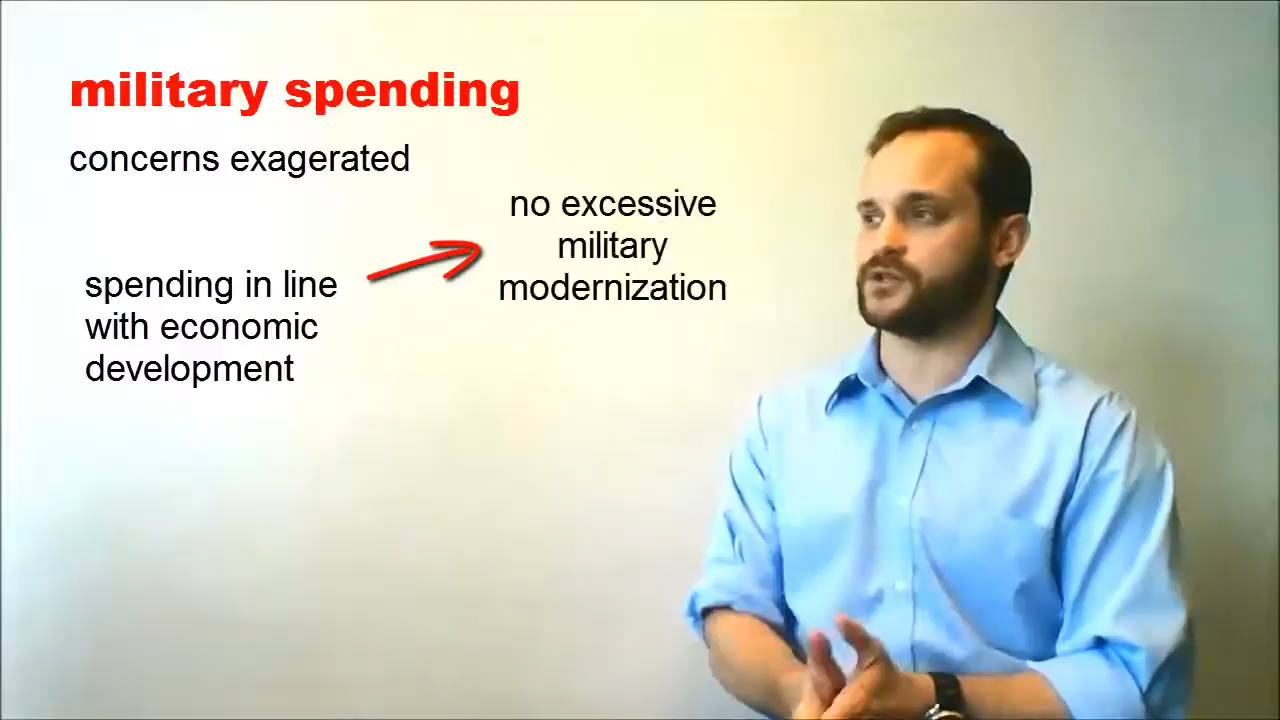 military spending
concerns exagerated
no excessive
military
modernization
spending in line
with economic
development